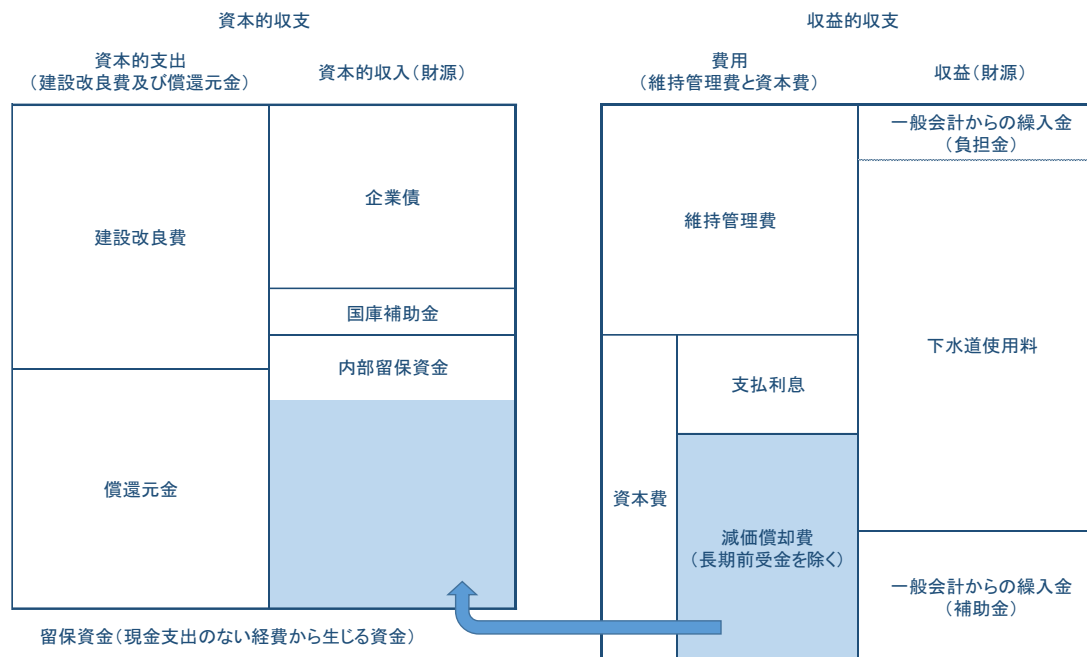 資本的収支
資本的支出
(建設改良費及び償還元金)
資本的収入(財源)
建設改良費
償還元金
企業債
国庫補助金
内部留保資金
留保資金(現金支出のない経費から生じる資金)
収益的収支
費用
(維持管理費と資本費)
収益(財源)
維持管理費
資本費
支払利息
減価償却費
(長期前受金を除く)
一般会計からの繰入金
(負担金)
下水道使用料
一般会計からの繰入金
(補助金)